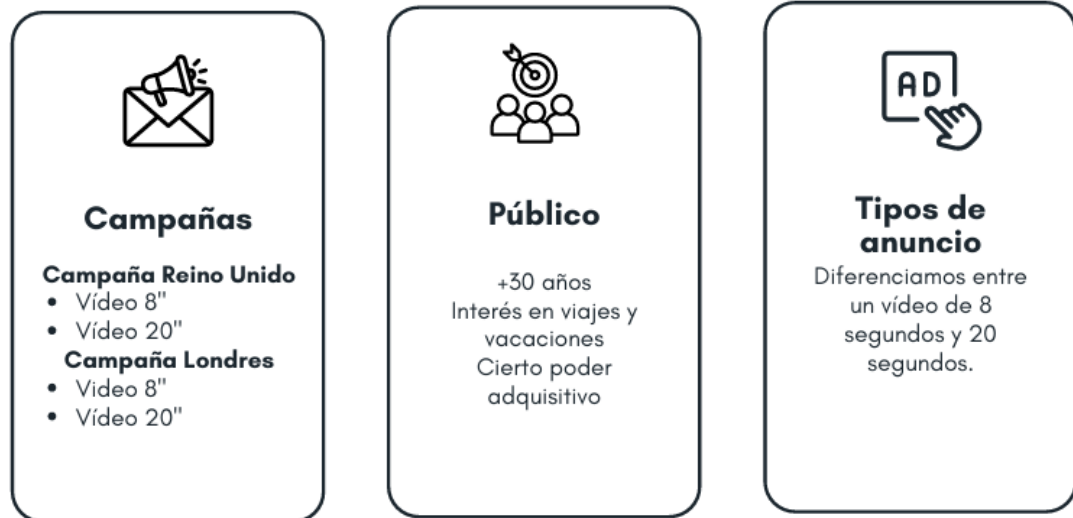 Campañas
Campaña Reino Unido
• Vídeo 8"
• Vídeo 20"
Campaña Londres
• Video 8"
• Vídeo 20"
Público
+30 años
Interés en viajes y
vacaciones
Cierto poder
adquisitivo
AD
Tipos de
anuncio
Diferenciamos entre
un vídeo de 8
segundos y 20
segundos.